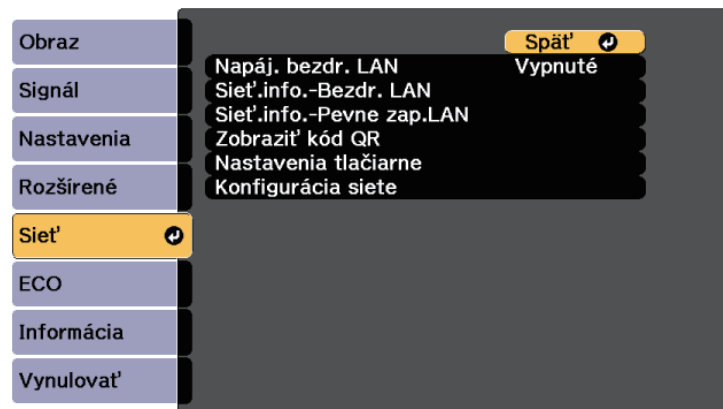 Obraz
Signál
Nastavenia
Rozšírené
Sieť
ECO
Informácia
Vynulovať
Späť
Napáj. bezdr. LAN Vypnuté
Sieť.info.-Bezdr. LAN
Sieť.info.-Pevne zap.LAN
Zobraziť kód QR
Nastavenia tlačiarne
Konfigurácia siete